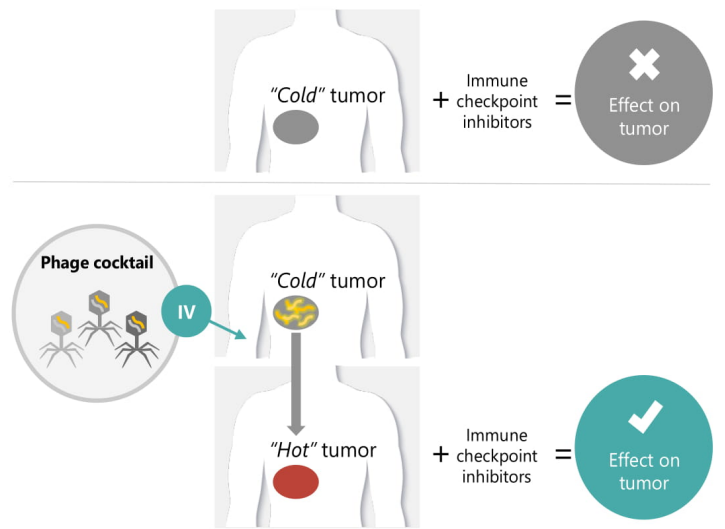 “Cold” tumor
+
Immune
checkpoint
inhibitors
=
Effect on
tumor
Phage cocktail
IV
“Cold” tumor
“Hot” tumor
+
Immune
checkpoint
inhibitors
=
Effect on
tumor